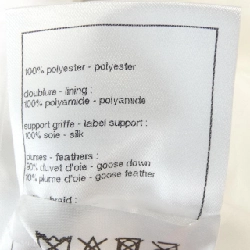 100% polyester - polyester
doublure - lining :
100% polyamide - polyamide
support griffe - label support :
100% soie - silk
plumes - feathers :
90% duvet d'oie - goose down
10% plume d'oie - goose feather
braid :